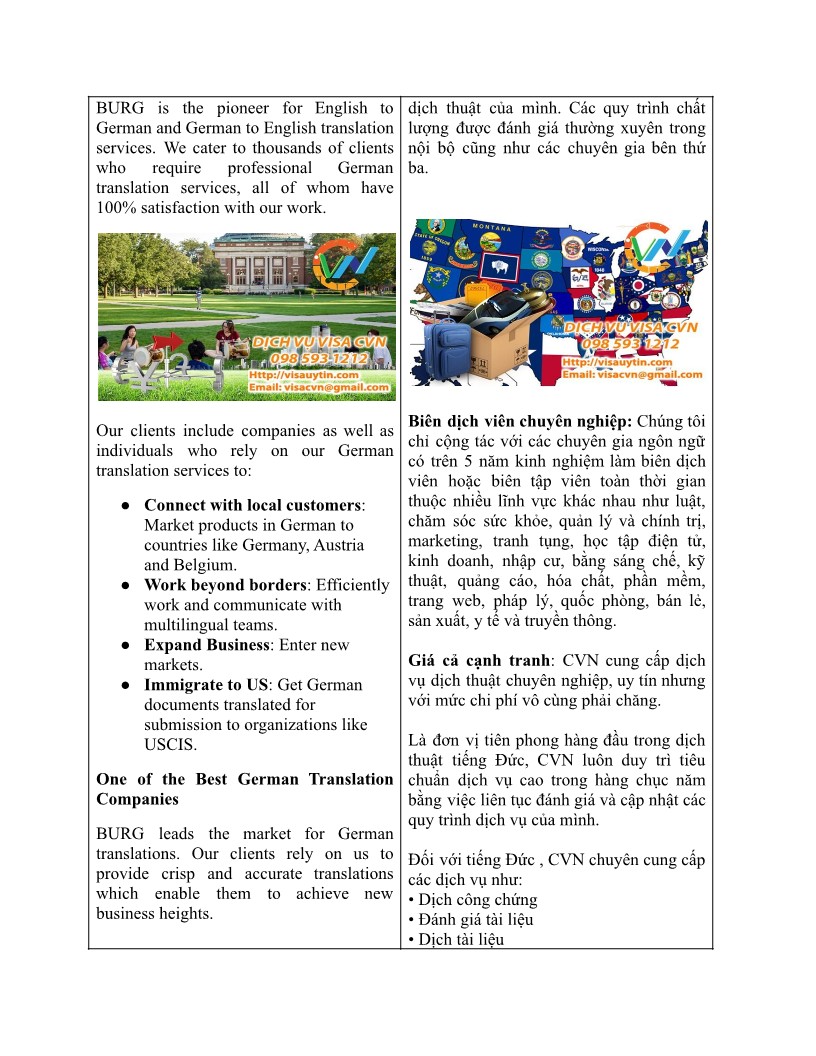 BURG is the pioneer for English to
German and German to English translation
services. We cater to thousands of clients
who require professional German
translation services, all of whom have
100% satisfaction with our work.
CVN
DỊCH VỤ VISA CVN
098 593 1212
Http://visauytin.com
Email: visacvn@gmail.com
Our clients include companies as well as
individuals who rely on our German
translation services to:
● Connect with local customers:
Market products in German to
countries like Germany, Austria
and Belgium.
● Work beyond borders: Efficiently
work and communicate with
multilingual teams.
● Expand Business: Enter new
markets.
● Immigrate to US: Get German
documents translated for
submission to organizations like
USCIS.
One of the Best German Translation
Companies
BURG leads the market for German
translations. Our clients rely on us to
provide crisp and accurate translations
which enable them to achieve new
business heights.
dịch thuật của mình. Các quy trình chất
lượng được đánh giá thường xuyên trong
nội bộ cũng như các chuyên gia bên thứ
ba.
MONTANA
STATE OF OREGON
1859
WISCONSIN
1848
CVN
DỊCH VỤ VISA CVN
098 593 1212
Http://visauytin.com
Email: visacvn@gmail.com
Biên dịch viên chuyên nghiệp: Chúng tôi
chỉ cộng tác với các chuyên gia ngôn ngữ
có trên 5 năm kinh nghiệm làm biên dịch
viên hoặc biên tập viên toàn thời gian
thuộc nhiều lĩnh vực khác nhau như luật,
chăm sóc sức khỏe, quản lý và chính trị,
marketing, tranh tụng, học tập điện tử,
kinh doanh, nhập cư, bằng sáng chế, kỹ
thuật, quảng cáo, hóa chất, phần mềm,
trang web, pháp lý, quốc phòng, bán lẻ,
sản xuất, y tế và truyền thông.
Giá cả cạnh tranh: CVN cung cấp dịch
vụ dịch thuật chuyên nghiệp, uy tín nhưng
với mức chi phí vô cùng phải chăng.
Là đơn vị tiên phong hàng đầu trong dịch
thuật tiếng Đức, CVN luôn duy trì tiêu
chuẩn dịch vụ cao trong hàng chục năm
bằng việc liên tục đánh giá và cập nhật các
quy trình dịch vụ của mình.
Đối với tiếng Đức , CVN chuyên cung cấp
các dịch vụ như:
• Dịch công chứng
• Đánh giá tài liệu
• Dịch tài liệu